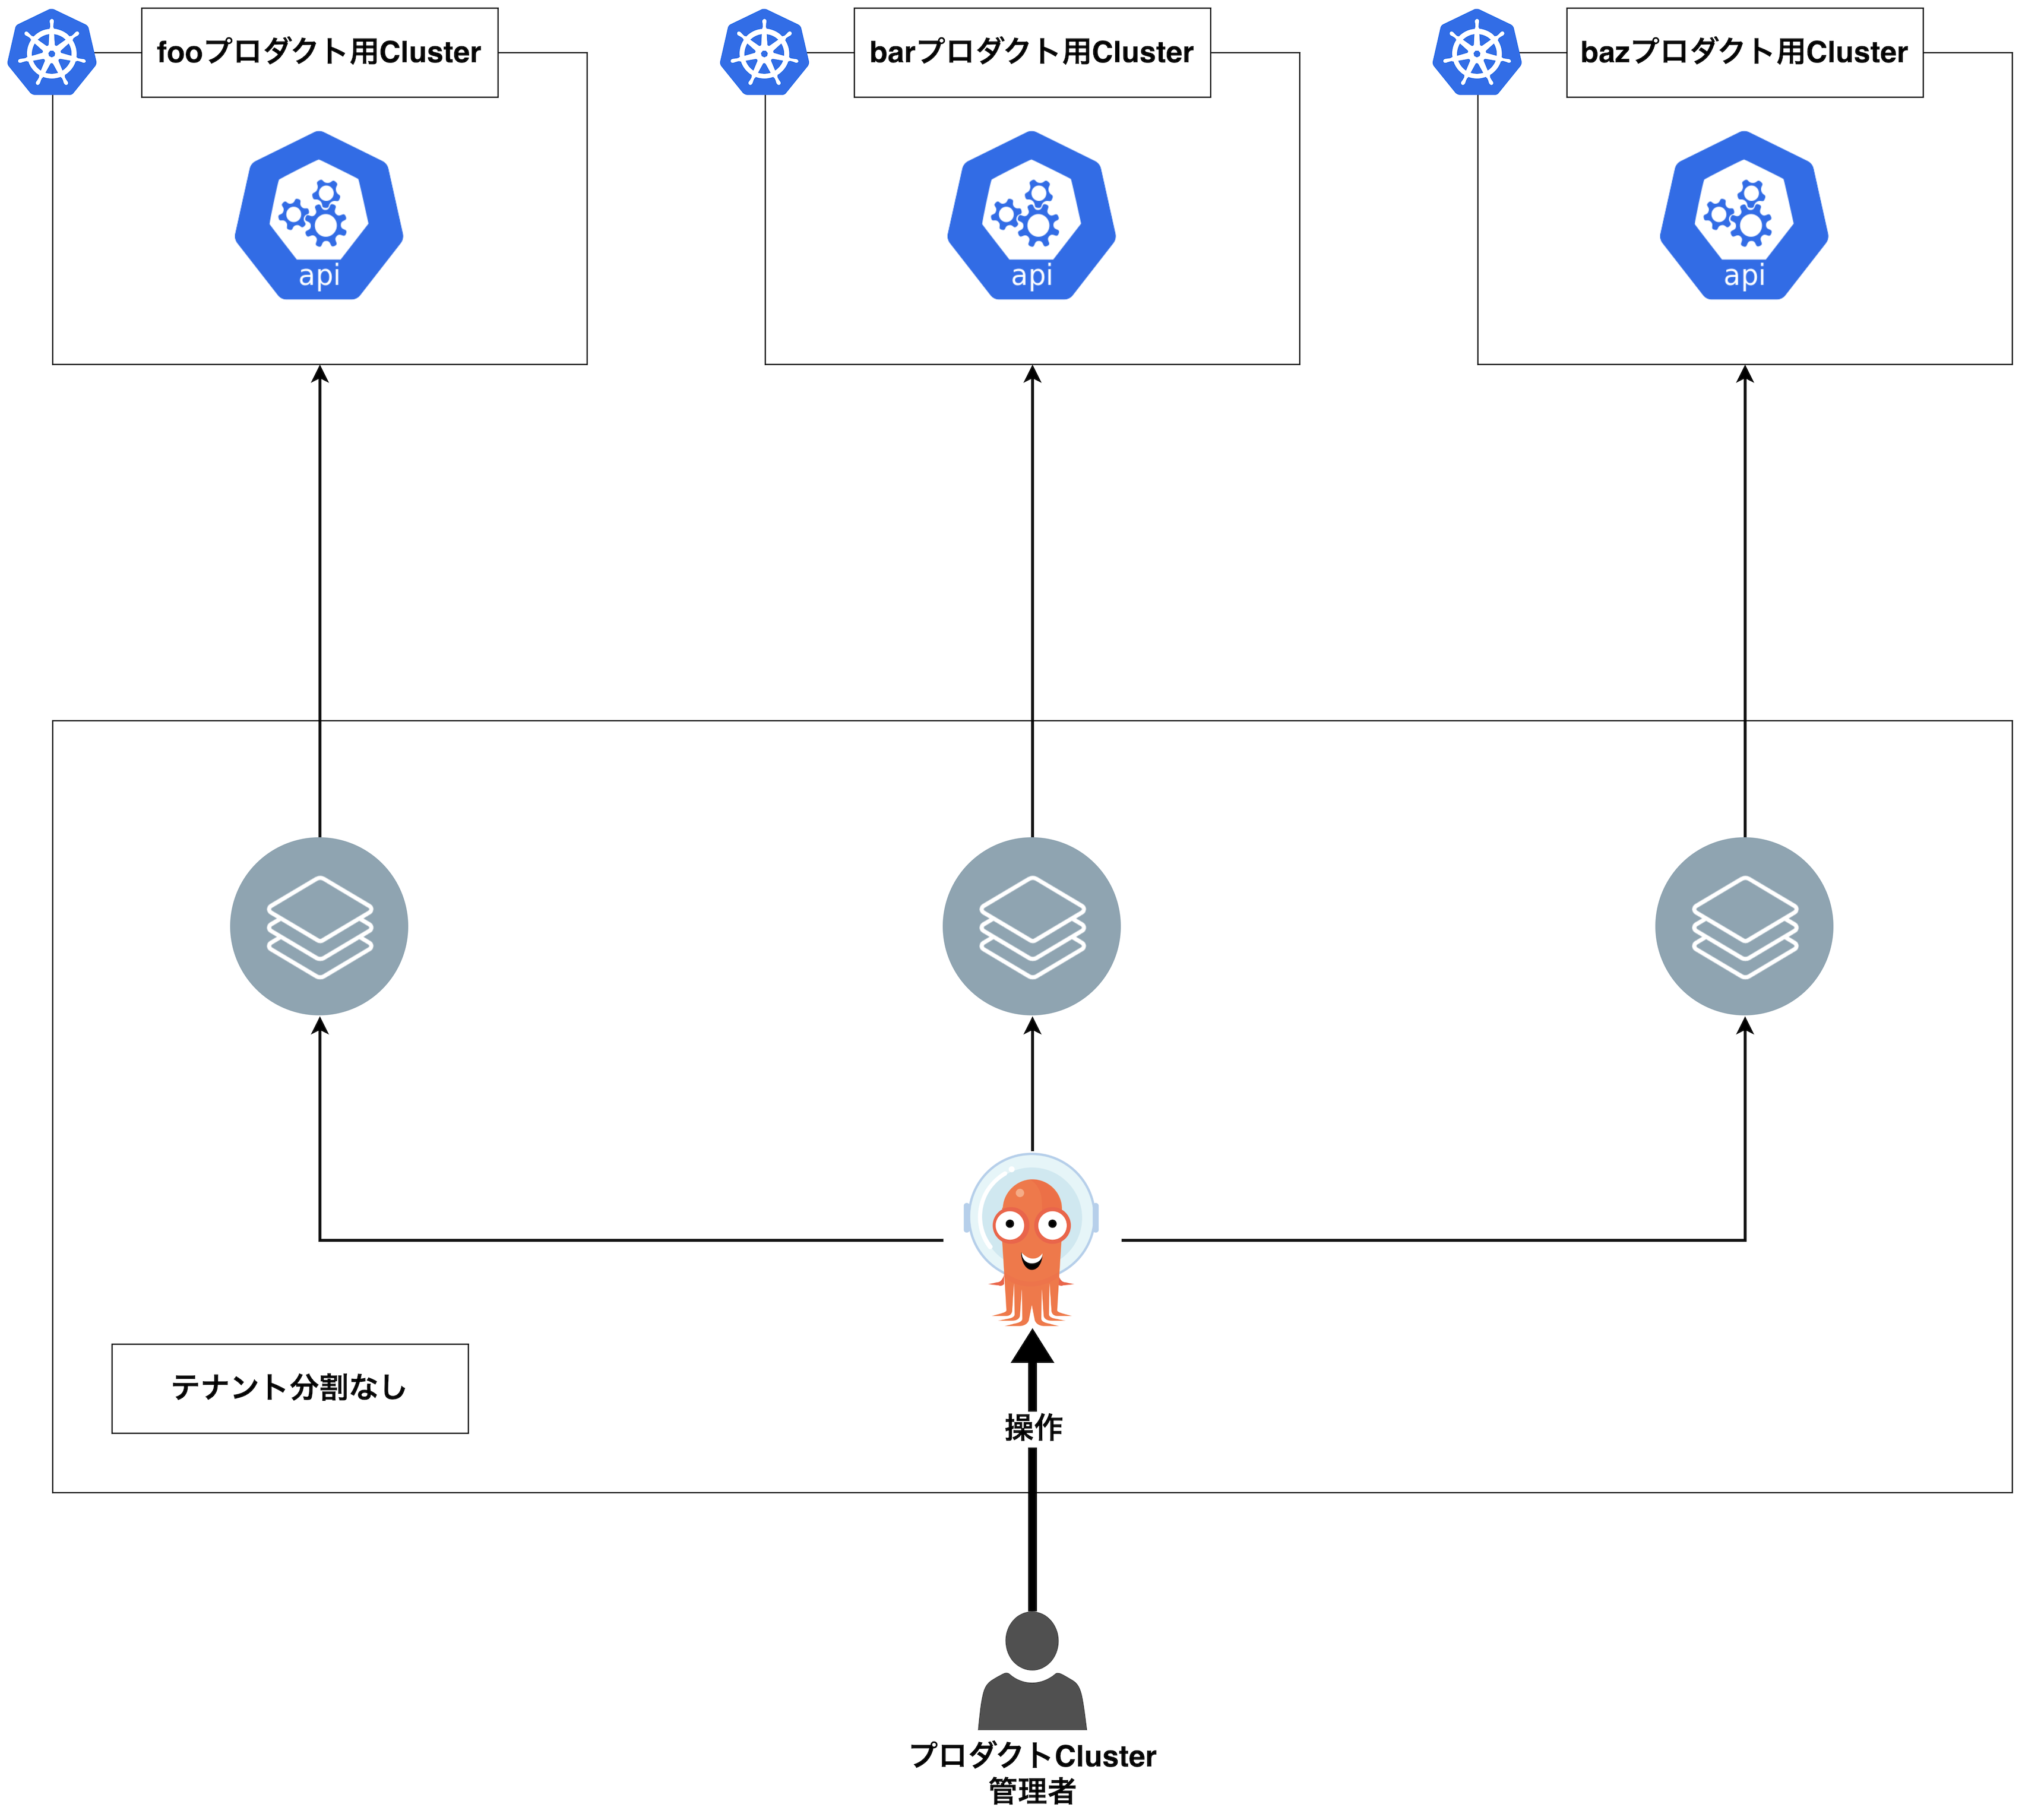 fooプロダクト用Cluster
barプロダクト用Cluster
bazプロダクト用Cluster
api
api
api
テナント分割なし
操作
プロダクトCluster
管理者